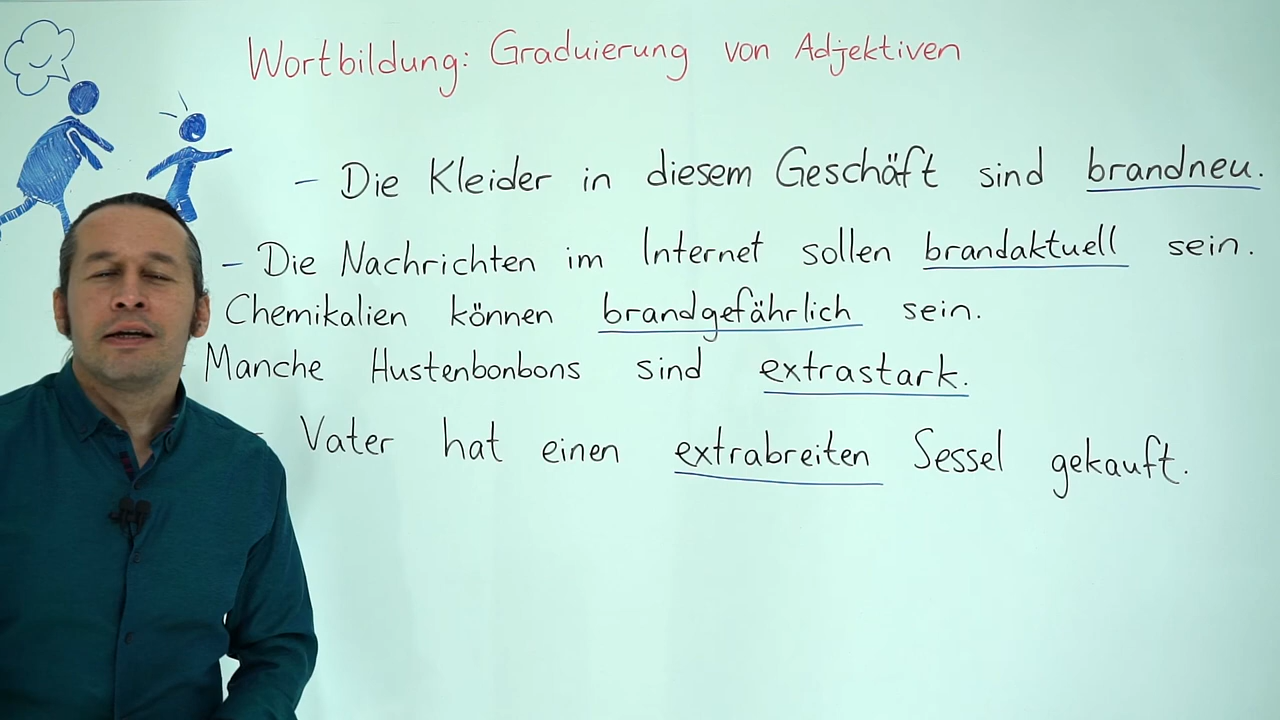 Wortbildung: Graduierung von Adjektiven
– Die Kleider in diesem Geschäft sind brandneu.
– Die Nachrichten im Internet sollen brandaktuell sein.
Chemikalien können brandgefährlich sein.
Manche Hustenbonbons sind extrastark.
– Vater hat einen extrabreiten Sessel gekauft.